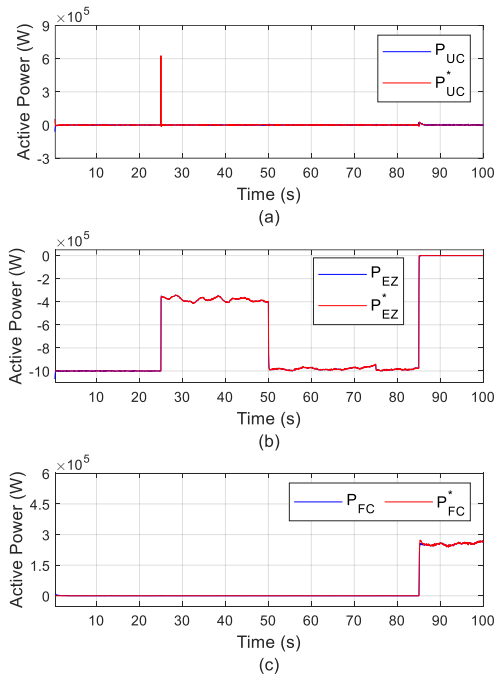 ×10⁵
9
6
3
0
-3
Active Power (W)
P_UC
P*_UC
10 20 30 40 50 60 70 80 90 100
Time (s)
(a)
×10⁵
0
-2
-4
-6
-8
-10
Active Power (W)
P_EZ
P*_EZ
10 20 30 40 50 60 70 80 90 100
Time (s)
(b)
×10⁵
6
4.5
3
1.5
0
Active Power (W)
P_FC P*_FC
10 20 30 40 50 60 70 80 90 100
Time (s)
(c)